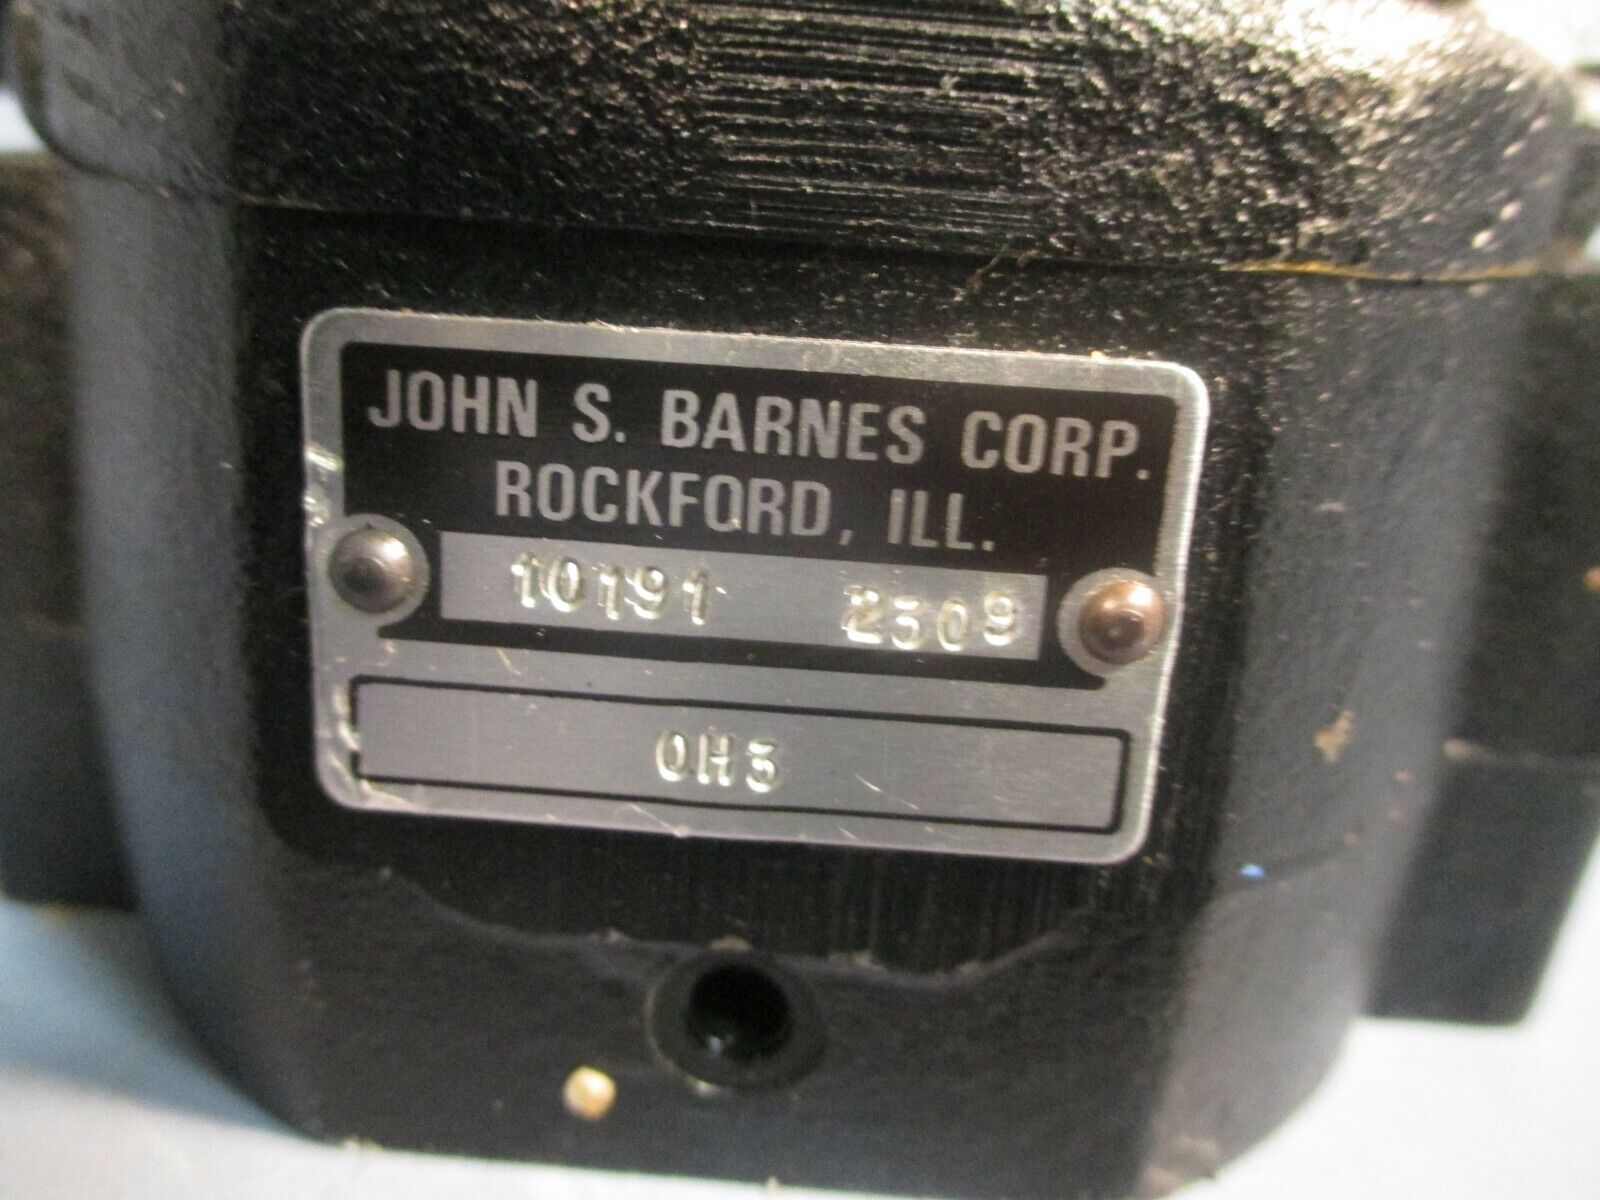 JOHN S. BARNES CORP.
ROCKFORD, ILL.
10191 2509
OH3